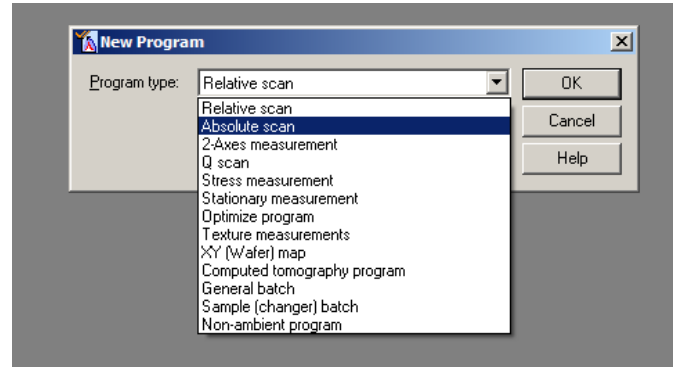 New Program
Program type:
Relative scan
OK
Relative scan
Absolute scan
Cancel
2-Axes measurement
Q scan
Help
Stress measurement
Stationary measurement
Optimize program
Texture measurements
XY (Wafer) map
Computed tomography program
General batch
Sample (changer) batch
Non-ambient program